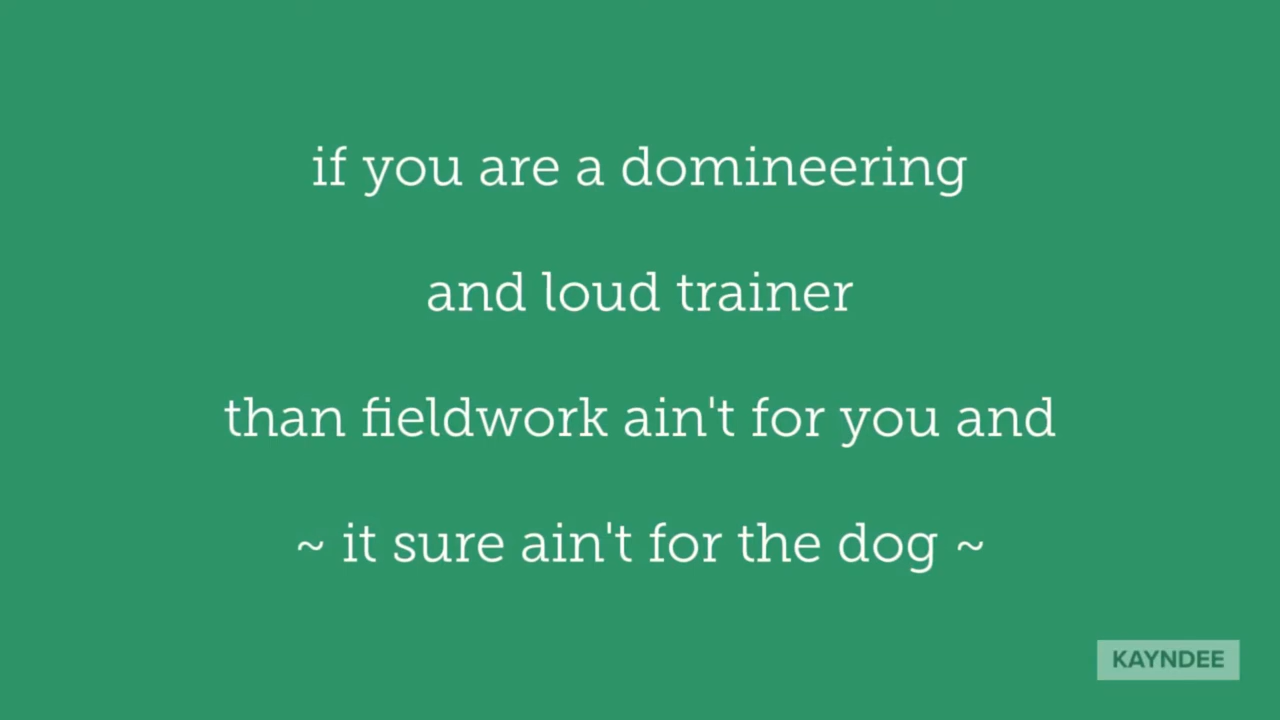 if you are a domineering
and loud trainer
than fieldwork ain't for you and
~ it sure ain't for the dog ~
KAYNDEE